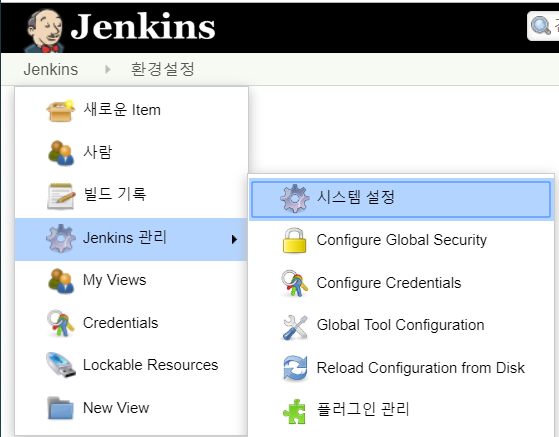 Jenkins
Jenkins 환경설정
새로운 Item
사람
빌드 기록
Jenkins 관리
My Views
Credentials
Lockable Resources
New View
시스템 설정
Configure Global Security
Configure Credentials
Global Tool Configuration
Reload Configuration from Disk
플러그인 관리